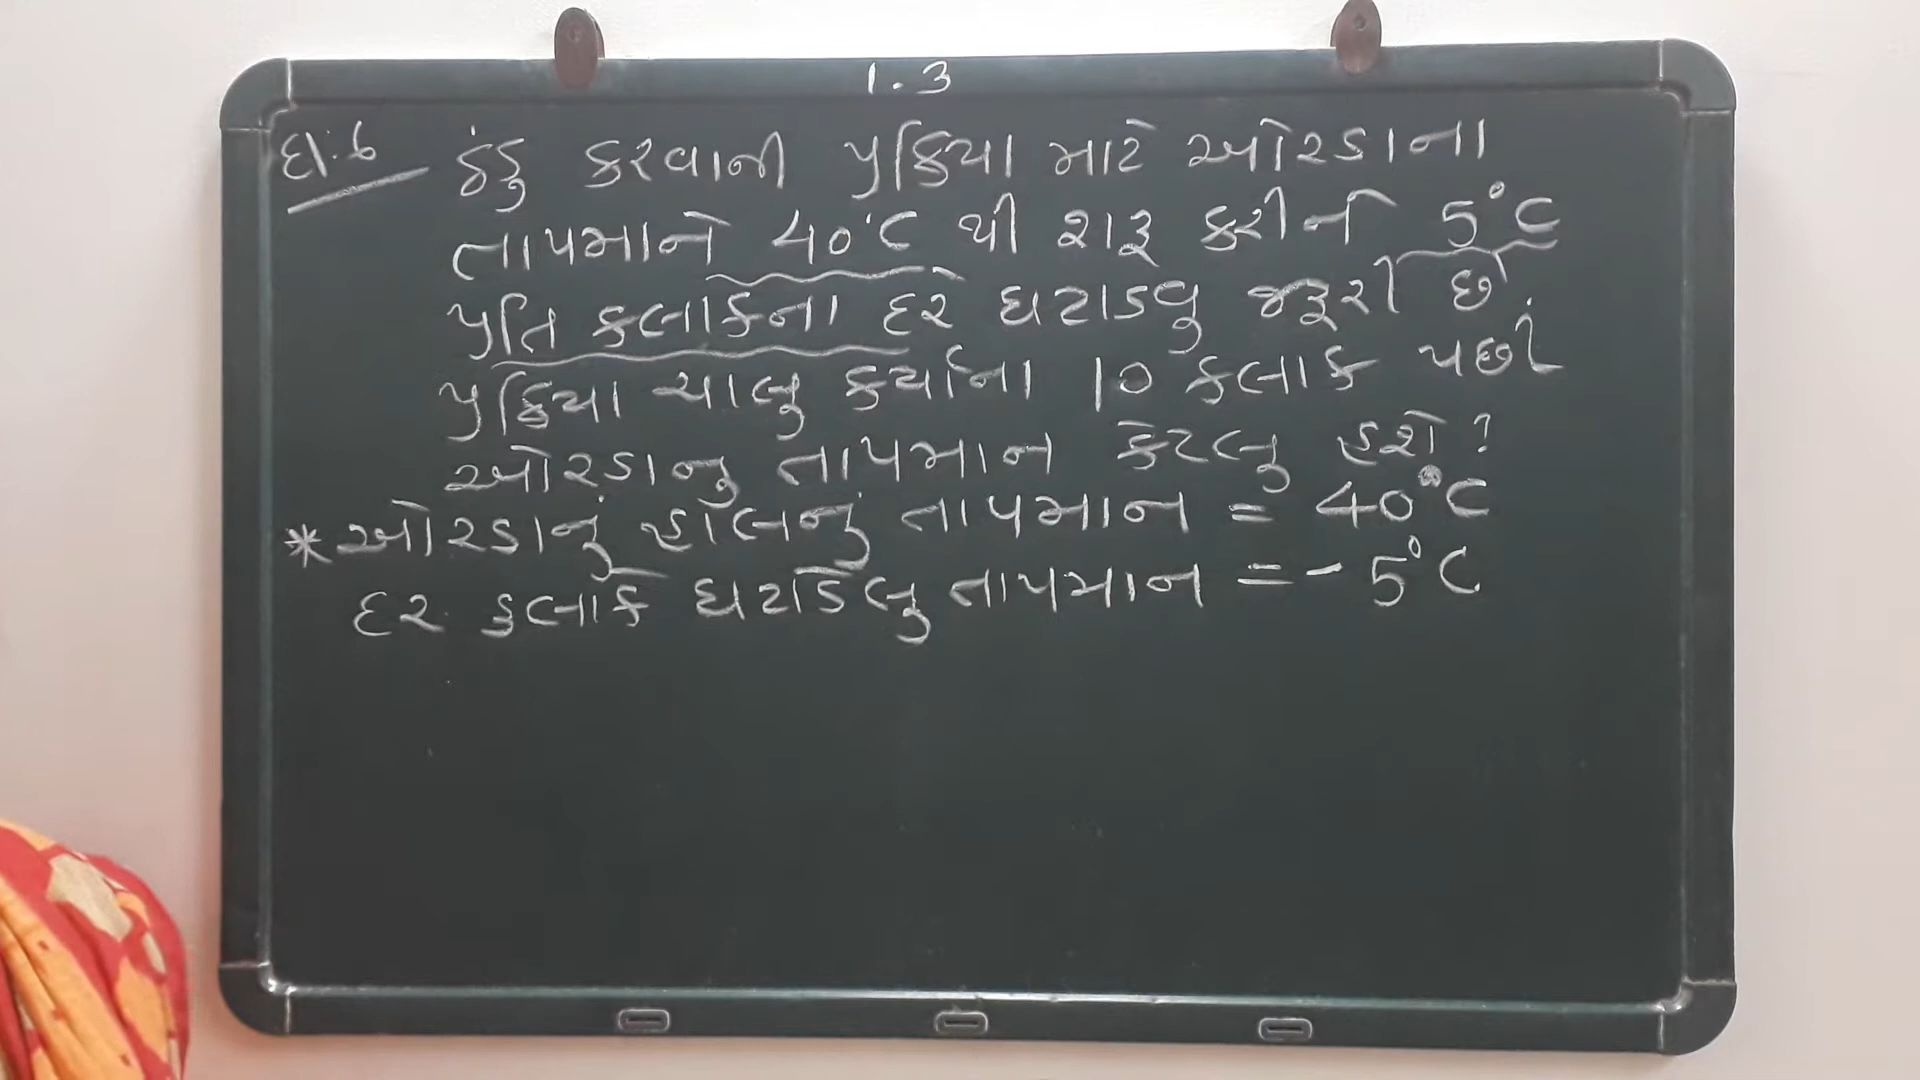 1.3
દા.6 ઠંડુ કરવાની પ્રક્રિયા માટે ઓરડાના
તાપમાને 40°C થી શરૂ કરીને 5°C
પ્રતિ કલાકના દરે ઘટાડવુ જરૂરી છે.
પ્રક્રિયા ચાલુ કર્યાના 10 કલાક પછી
ઓરડાનુ તાપમાન કેટલુ હશે?
* ઓરડાનું હાલનું તાપમાન = 40°C
દર કલાકે ઘટાડેલુ તાપમાન = - 5°C